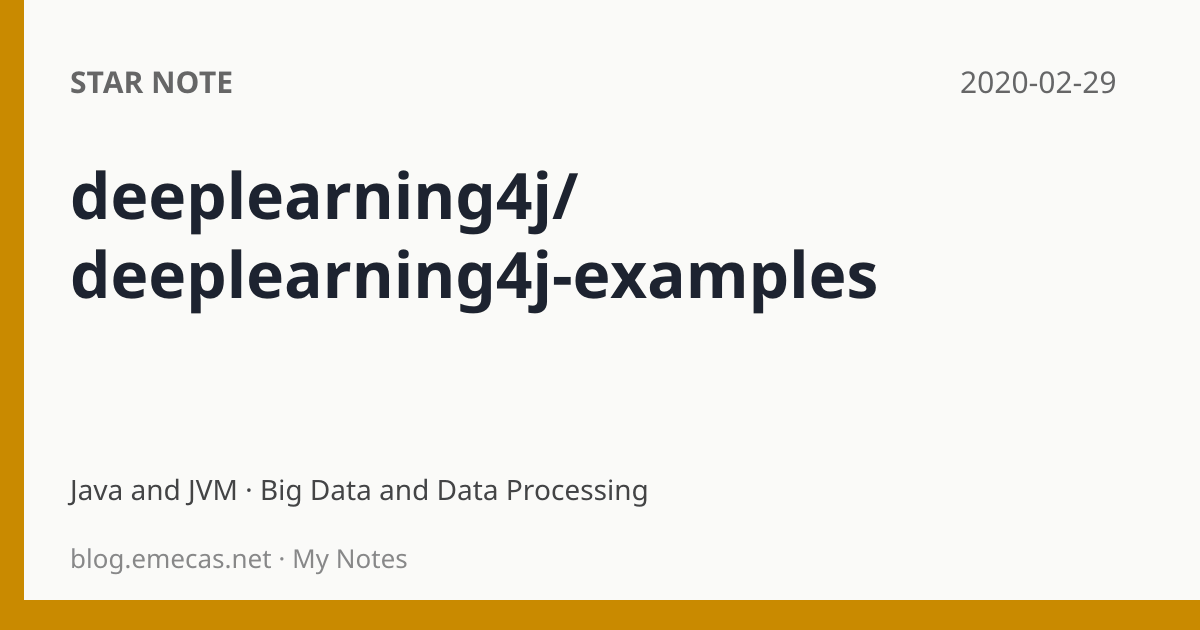 STAR NOTE
2020-02-29
deeplearning4j/
deeplearning4j-examples
Java and JVM · Big Data and Data Processing
blog.emecas.net · My Notes